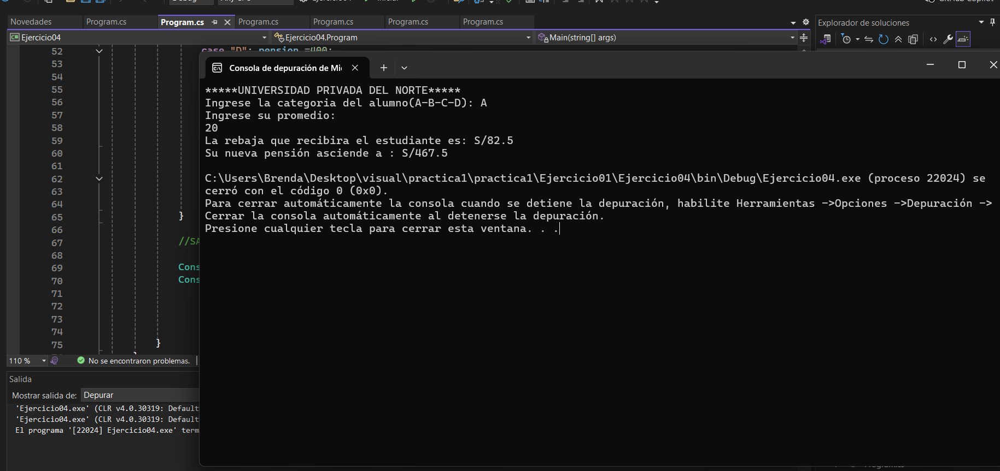 Novedades
Program.cs
Program.cs
Program.cs
Program.cs
Program.cs
Program.cs
Explorador de soluciones
C# Ejercicio04
Ejercicio04.Program
Main(string[] args)
52
case "D": pension =400;
53
54
55
56
57
58
59
60
61
62
63
64
65
}
66
67
//SA
68
69
Cons
70
Cons
71
72
73
74
75
}
Consola de depuración de Mi
*****UNIVERSIDAD PRIVADA DEL NORTE*****
Ingrese la categoria del alumno(A-B-C-D): A
Ingrese su promedio:
20
La rebaja que recibira el estudiante es: S/82.5
Su nueva pensión asciende a : S/467.5
C:\Users\Brenda\Desktop\visual\practica1\practica1\Ejercicio01\Ejercicio04\bin\Debug\Ejercicio04.exe (proceso 22024) se
cerró con el código 0 (0x0).
Para cerrar automáticamente la consola cuando se detiene la depuración, habilite Herramientas ->Opciones ->Depuración ->
Cerrar la consola automáticamente al detenerse la depuración.
Presione cualquier tecla para cerrar esta ventana. . .
110 %
No se encontraron problemas.
Salida
Mostrar salida de: Depurar
'Ejercicio04.exe' (CLR v4.0.30319: Default
'Ejercicio04.exe' (CLR v4.0.30319: Default
El programa '[22024] Ejercicio04.exe' term